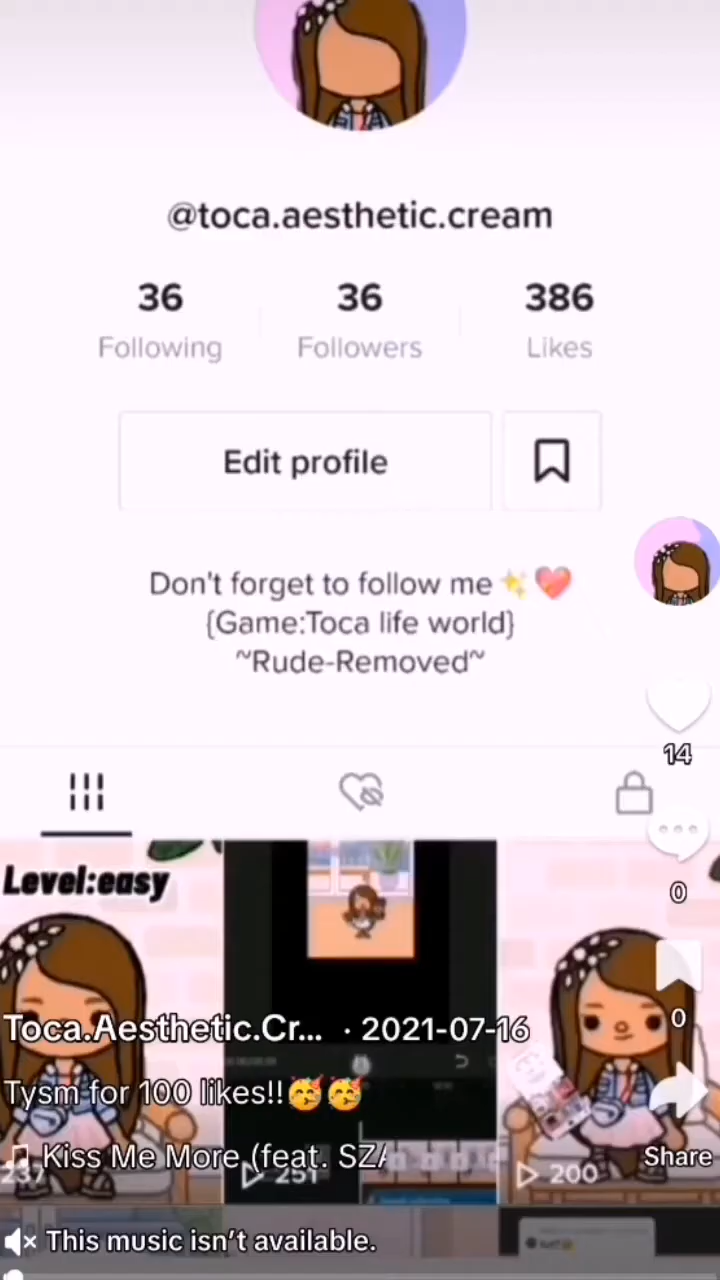 @toca.aesthetic.cream
36 36 386
Following Followers Likes
Edit profile
Don't forget to follow me ✨💖
{Game:Toca life world}
~Rude-Removed~
14
Level:easy
0
Toca.Aesthetic.Cr... · 2021-07-16
0
Tysm for 100 likes!!🥳🥳
Kiss Me More (feat. SZA
Share
237 251 200
This music isn't available.